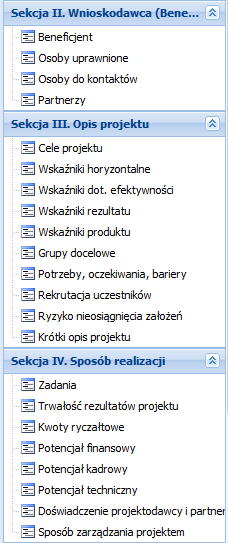 Sekcja II. Wnioskodawca (Bene...
Beneficjent
Osoby uprawnione
Osoby do kontaktów
Partnerzy
Sekcja III. Opis projektu
Cele projektu
Wskaźniki horyzontalne
Wskaźniki dot. efektywności
Wskaźniki rezultatu
Wskaźniki produktu
Grupy docelowe
Potrzeby, oczekiwania, bariery
Rekrutacja uczestników
Ryzyko nieosiągnięcia założeń
Krótki opis projektu
Sekcja IV. Sposób realizacji
Zadania
Trwałość rezultatów projektu
Kwoty ryczałtowe
Potencjał finansowy
Potencjał kadrowy
Potencjał techniczny
Doświadczenie projektodawcy i partner
Sposób zarządzania projektem